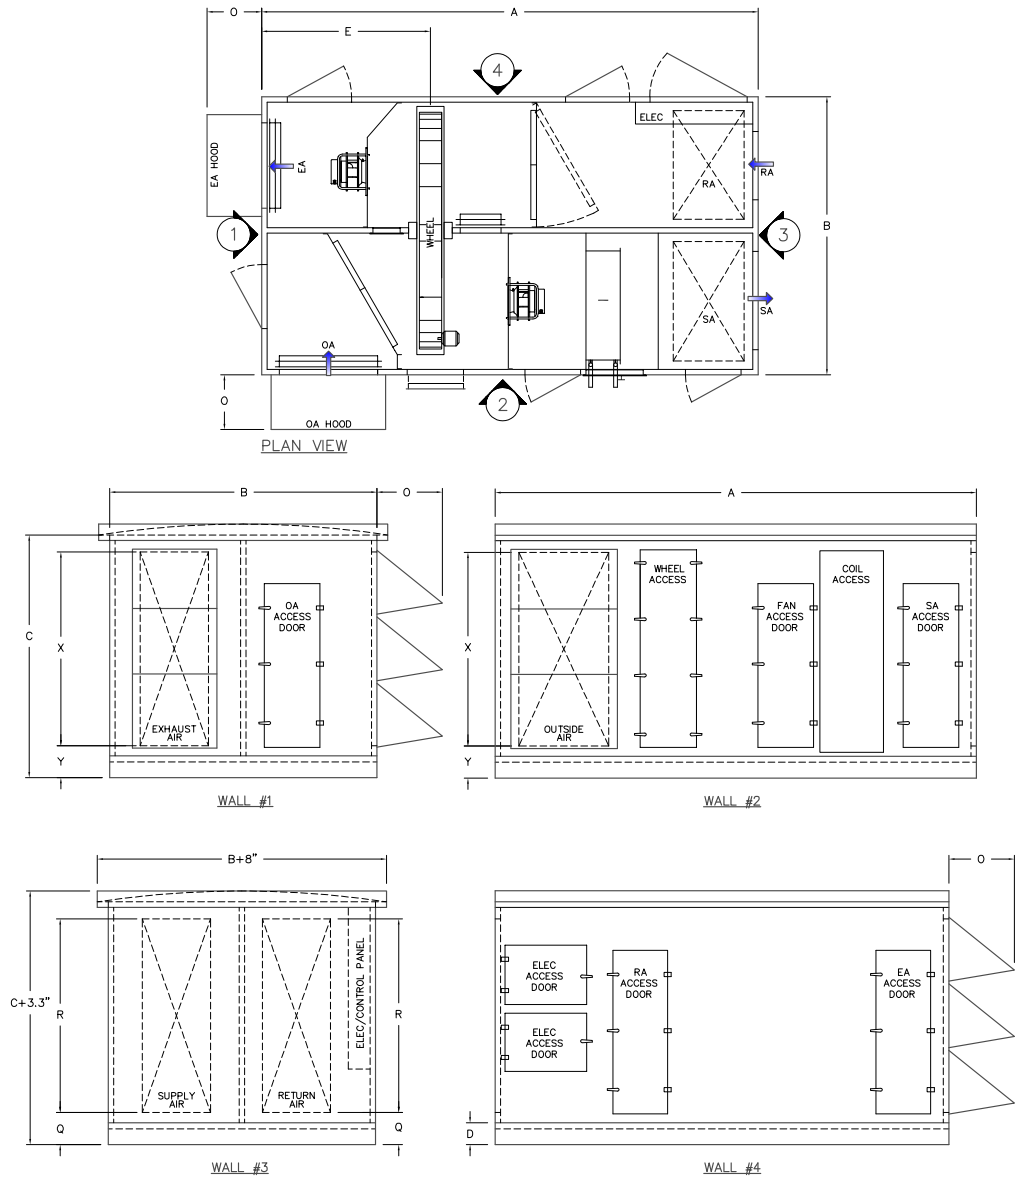 O
A
E
4
ELEC
EA HOOD
EA
RA
RA
1
WHEEL
3
B
SA
SA
OA
O
2
OA HOOD
PLAN VIEW
B
O
A
C
X
Y
OA
ACCESS
DOOR
EXHAUST
AIR
WALL #1
X
Y
OUTSIDE
AIR
WHEEL
ACCESS
FAN
ACCESS
DOOR
COIL
ACCESS
SA
ACCESS
DOOR
WALL #2
B+8"
O
C+3.3"
R
Q
SUPPLY
AIR
RETURN
AIR
ELEC/CONTROL PANEL
R
Q
WALL #3
ELEC
ACCESS
DOOR
ELEC
ACCESS
DOOR
RA
ACCESS
DOOR
EA
ACCESS
DOOR
D
WALL #4